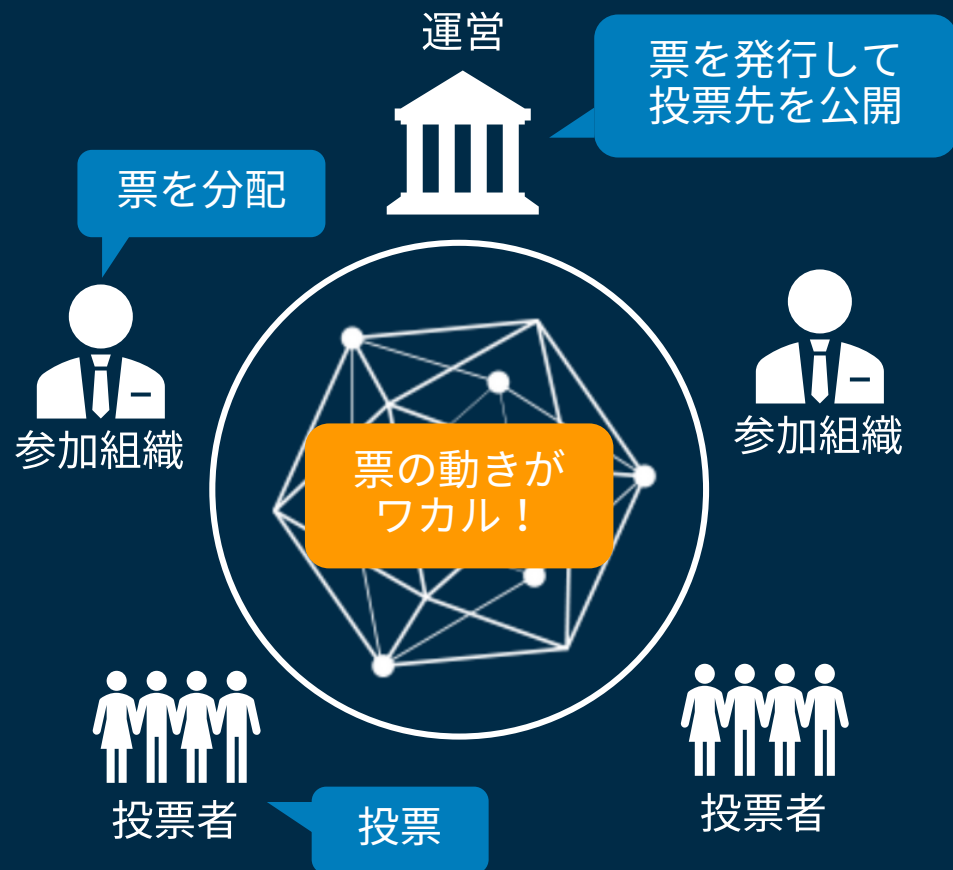 運営
票を発行して
投票先を公開
票を分配
参加組織
参加組織
票の動きが
ワカル！
投票者
投票
投票者